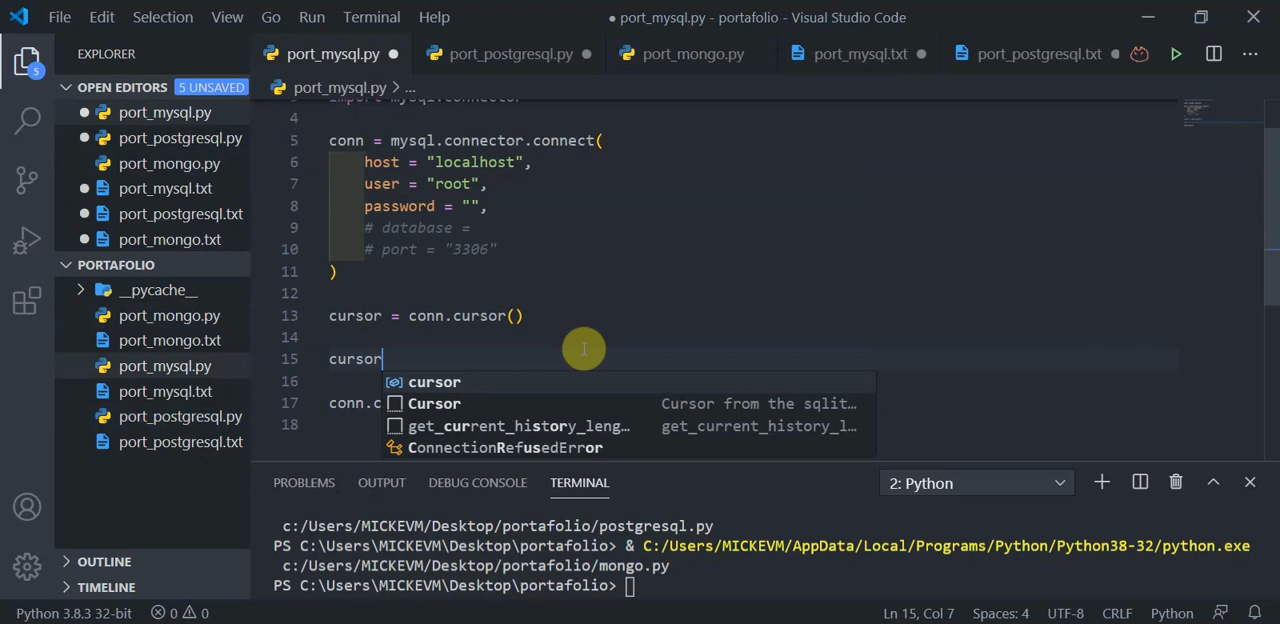 File Edit Selection View Go Run Terminal Help ● port_mysql.py - portafolio - Visual Studio Code
EXPLORER
port_mysql.py
port_postgresql.py
port_mongo.py
port_mysql.txt
port_postgresql.txt
5
OPEN EDITORS 5 UNSAVED
port_mysql.py
port_postgresql.py
port_mongo.py
port_mysql.txt
port_postgresql.txt
port_mongo.txt
PORTAFOLIO
__pycache__
port_mongo.py
port_mongo.txt
port_mysql.py
port_mysql.txt
port_postgresql.py
port_postgresql.txt
OUTLINE
TIMELINE
port_mysql.py > ...
3 import mysql.connector
4
5 conn = mysql.connector.connect(
6 host = "localhost",
7 user = "root",
8 password = "",
9 # database =
10 # port = "3306"
11 )
12
13 cursor = conn.cursor()
14
15 cursor
16
17 conn.c
18
cursor
Cursor Cursor from the sqlit...
get_current_history_leng... get_current_history_l...
ConnectionRefusedError
PROBLEMS OUTPUT DEBUG CONSOLE TERMINAL 2: Python
c:/Users/MICKEVM/Desktop/portafolio/postgresql.py
PS C:\Users\MICKEVM\Desktop\portafolio> & C:/Users/MICKEVM/AppData/Local/Programs/Python/Python38-32/python.exe
c:/Users/MICKEVM/Desktop/portafolio/mongo.py
PS C:\Users\MICKEVM\Desktop\portafolio>
Python 3.8.3 32-bit 0 0 Ln 15, Col 7 Spaces: 4 UTF-8 CRLF Python